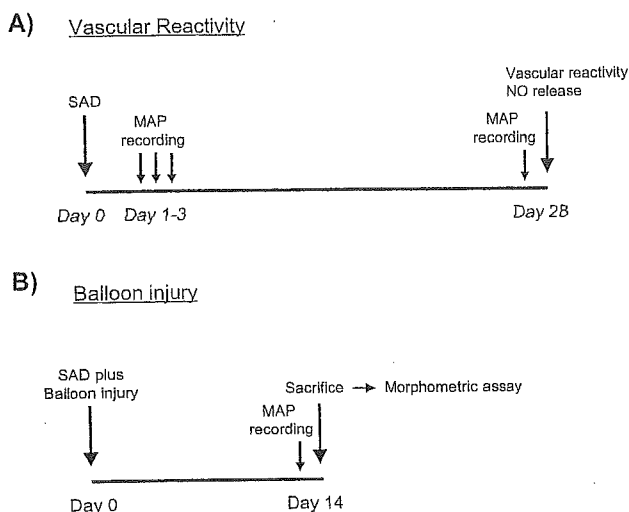 A) Vascular Reactivity
Vascular reactivity
NO release
SAD
MAP
recording
MAP
recording
Day 0 Day 1-3 Day 28
B) Balloon injury
SAD plus
Balloon injury
Sacrifice → Morphometric assay
MAP
recording
Day 0 Day 14